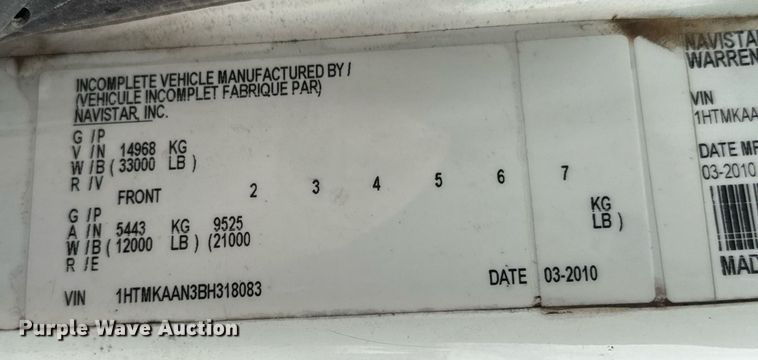 INCOMPLETE VEHICLE MANUFACTURED BY /
(VEHICULE INCOMPLET FABRIQUE PAR)
NAVISTAR, INC.
G /P
V /N 14968 KG
W /B ( 33000 LB )
R /V
FRONT 2 3 4 5 6 7
G /P
A /N 5443 KG 9525 KG
W /B ( 12000 LB ) (21000 LB )
R /E
VIN 1HTMKAAN3BH318083 DATE 03-2010
NAVISTA
WARREN
VIN
1HTMKAA
DATE MF
03-2010
MAD
Purple Wave Auction